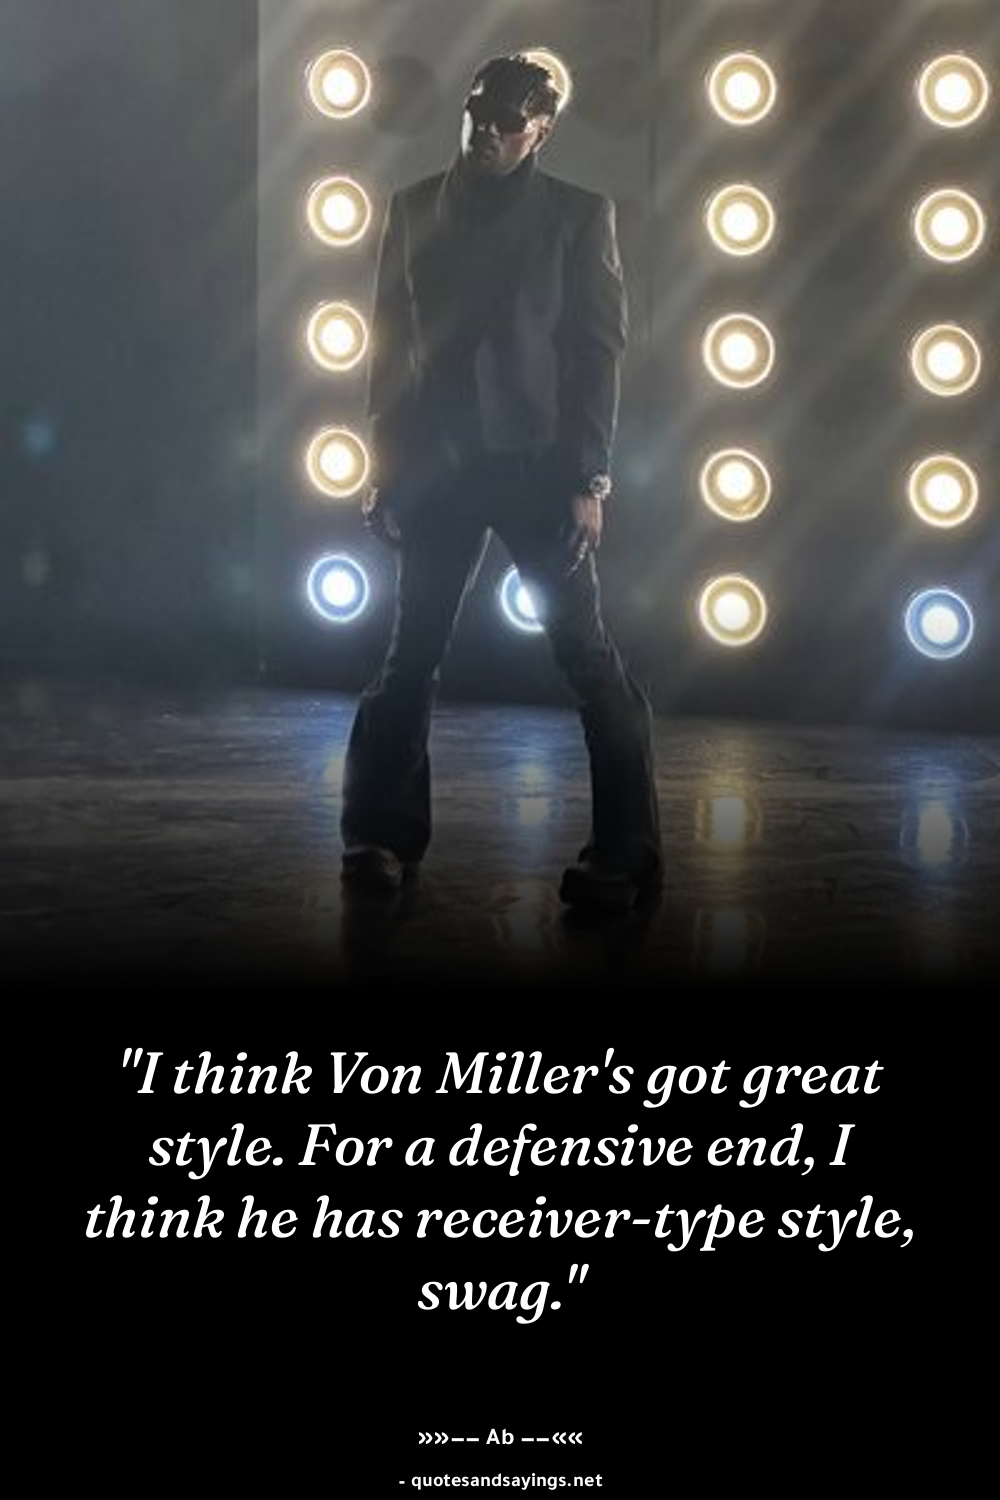 "I think Von Miller's got great
style. For a defensive end, I
think he has receiver-type style,
swag."
»»—— Ab ——««
- quotesandsayings.net